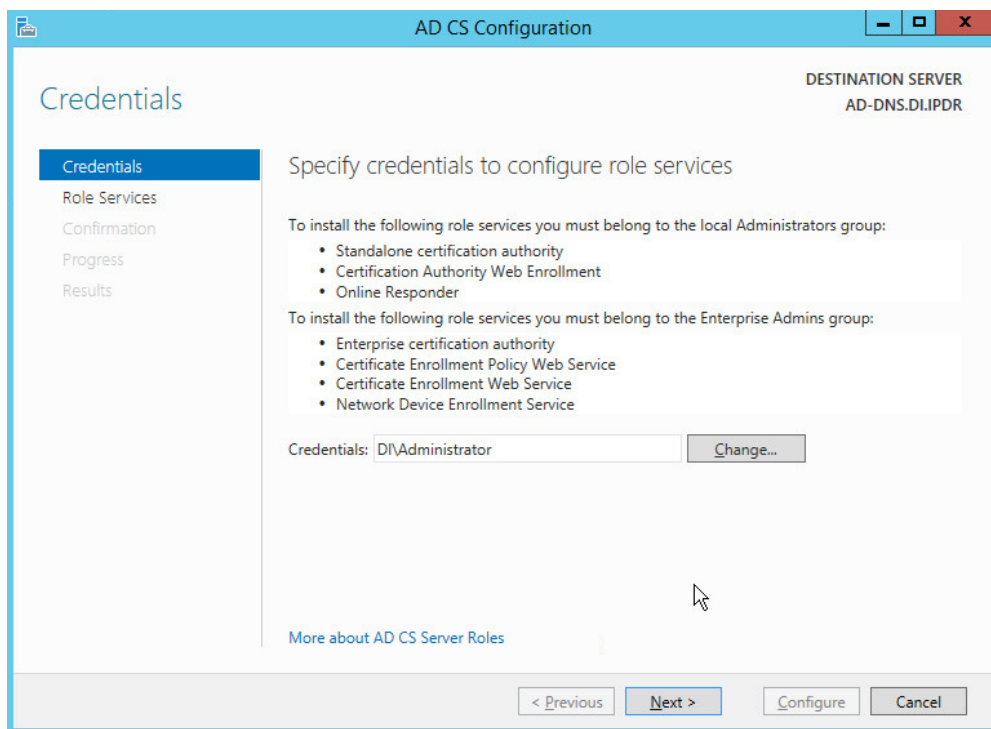 AD CS Configuration
Credentials
DESTINATION SERVER
AD-DNS.DI.IPDR
Credentials
Role Services
Confirmation
Progress
Results
Specify credentials to configure role services
To install the following role services you must belong to the local Administrators group:
• Standalone certification authority
• Certification Authority Web Enrollment
• Online Responder
To install the following role services you must belong to the Enterprise Admins group:
• Enterprise certification authority
• Certificate Enrollment Policy Web Service
• Certificate Enrollment Web Service
• Network Device Enrollment Service
Credentials: DI\Administrator Change...
More about AD CS Server Roles
< Previous Next > Configure Cancel